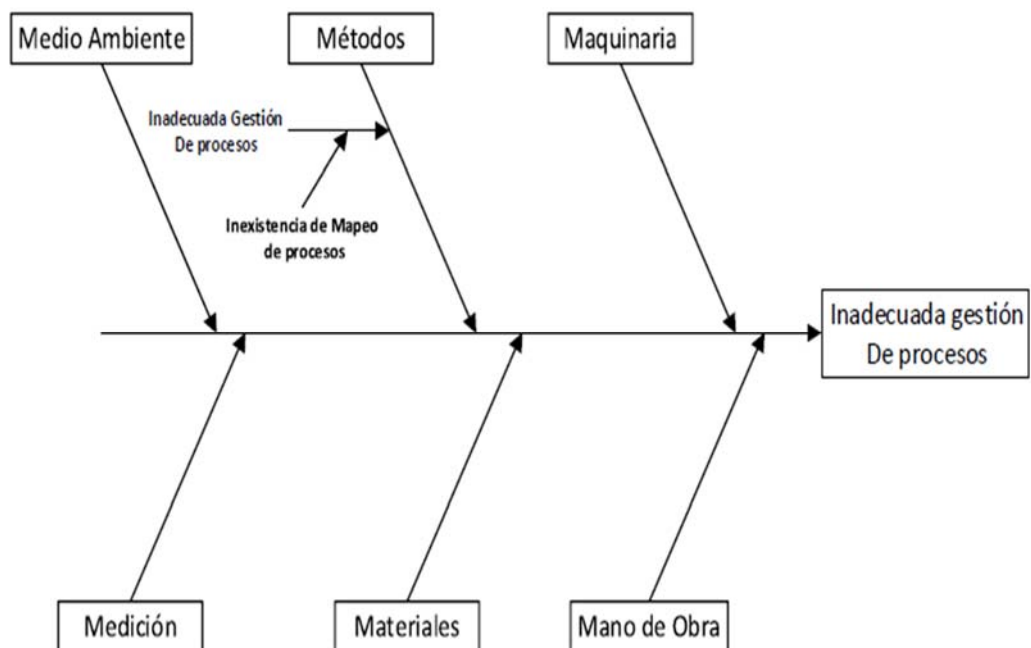 Medio Ambiente
Métodos
Maquinaria
Inadecuada Gestión
De procesos
Inexistencia de Mapeo
de procesos
Inadecuada gestión
De procesos
Medición
Materiales
Mano de Obra